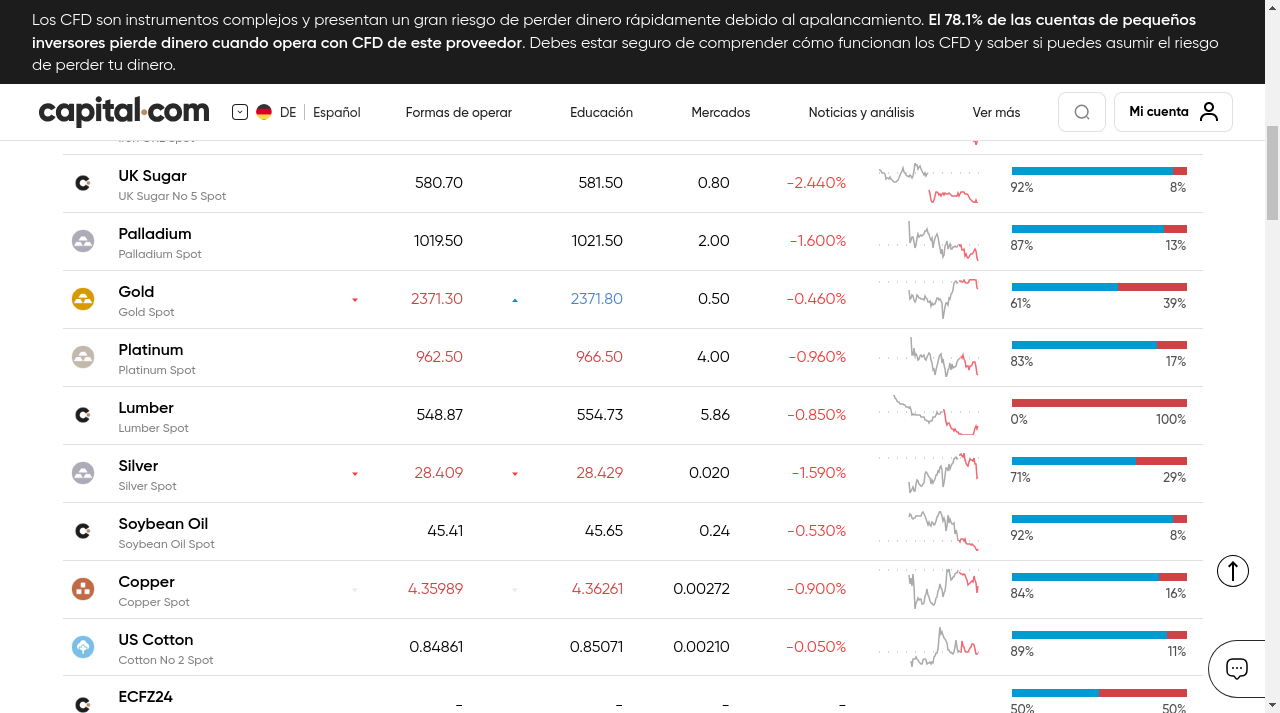 Los CFD son instrumentos complejos y presentan un gran riesgo de perder dinero rápidamente debido al apalancamiento. El 78.1% de las cuentas de pequeños
inversores pierde dinero cuando opera con CFD de este proveedor. Debes estar seguro de comprender cómo funcionan los CFD y saber si puedes asumir el riesgo
de perder tu dinero.
capital.com DE Español Formas de operar Educación Mercados Noticias y análisis Ver más Mi cuenta
UK Sugar 580.70 581.50 0.80 -2.440%
UK Sugar No 5 Spot 92% 8%
Palladium 1019.50 1021.50 2.00 -1.600%
Palladium Spot 87% 13%
Gold 2371.30 2371.80 0.50 -0.460%
Gold Spot 61% 39%
Platinum 962.50 966.50 4.00 -0.960%
Platinum Spot 83% 17%
Lumber 548.87 554.73 5.86 -0.850%
Lumber Spot 0% 100%
Silver 28.409 28.429 0.020 -1.590%
Silver Spot 71% 29%
Soybean Oil 45.41 45.65 0.24 -0.530%
Soybean Oil Spot 92% 8%
Copper 4.35989 4.36261 0.00272 -0.900%
Copper Spot 84% 16%
US Cotton 0.84861 0.85071 0.00210 -0.050%
Cotton No 2 Spot 89% 11%
ECFZ24 - - - -
50% 50%